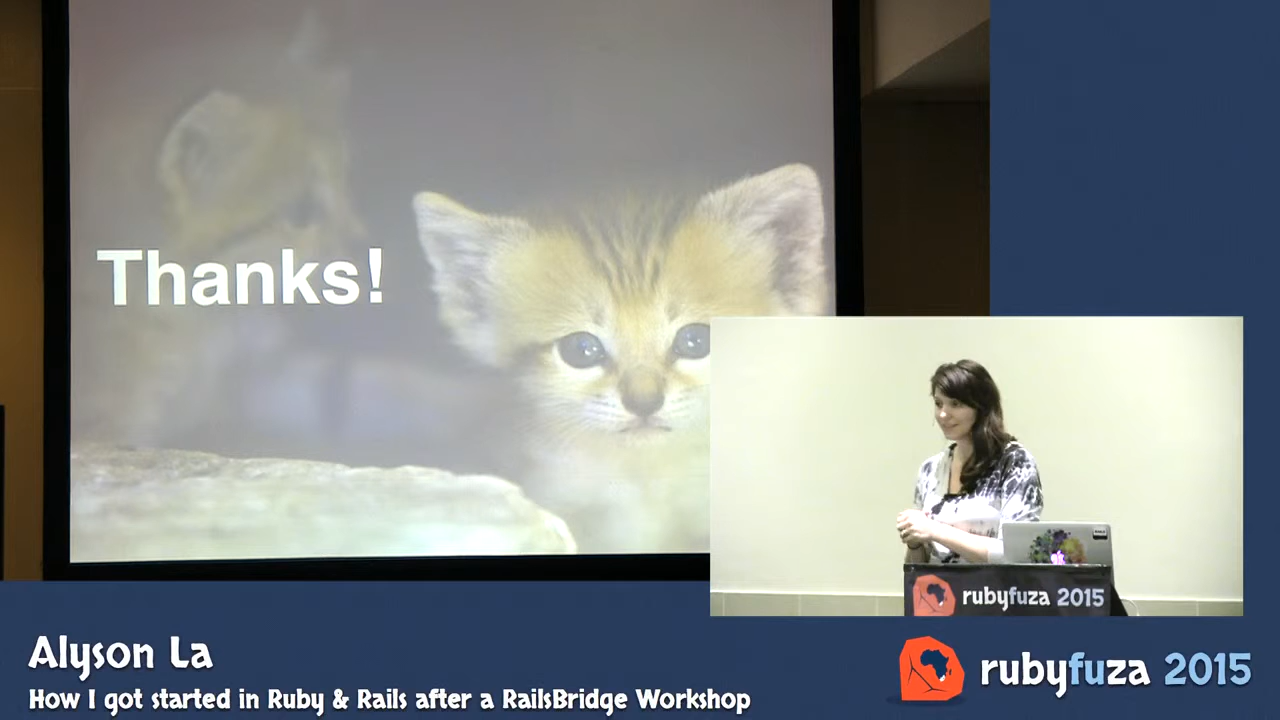 Thanks!
rubyfuza 2015
Alyson La
How I got started in Ruby & Rails after a RailsBridge Workshop
rubyfuza 2015